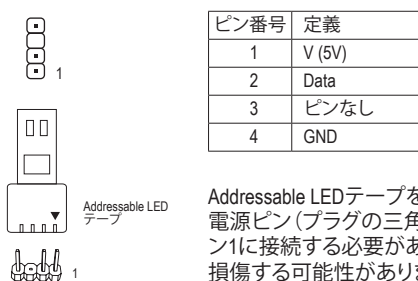 1
ピン番号 定義
1 V (5V)
2 Data
3 ピンなし
4 GND
Addressable LED
テープ
1
Addressable LEDテープを
電源ピン(プラグの三角
ン1に接続する必要があ
損傷する可能性がありま